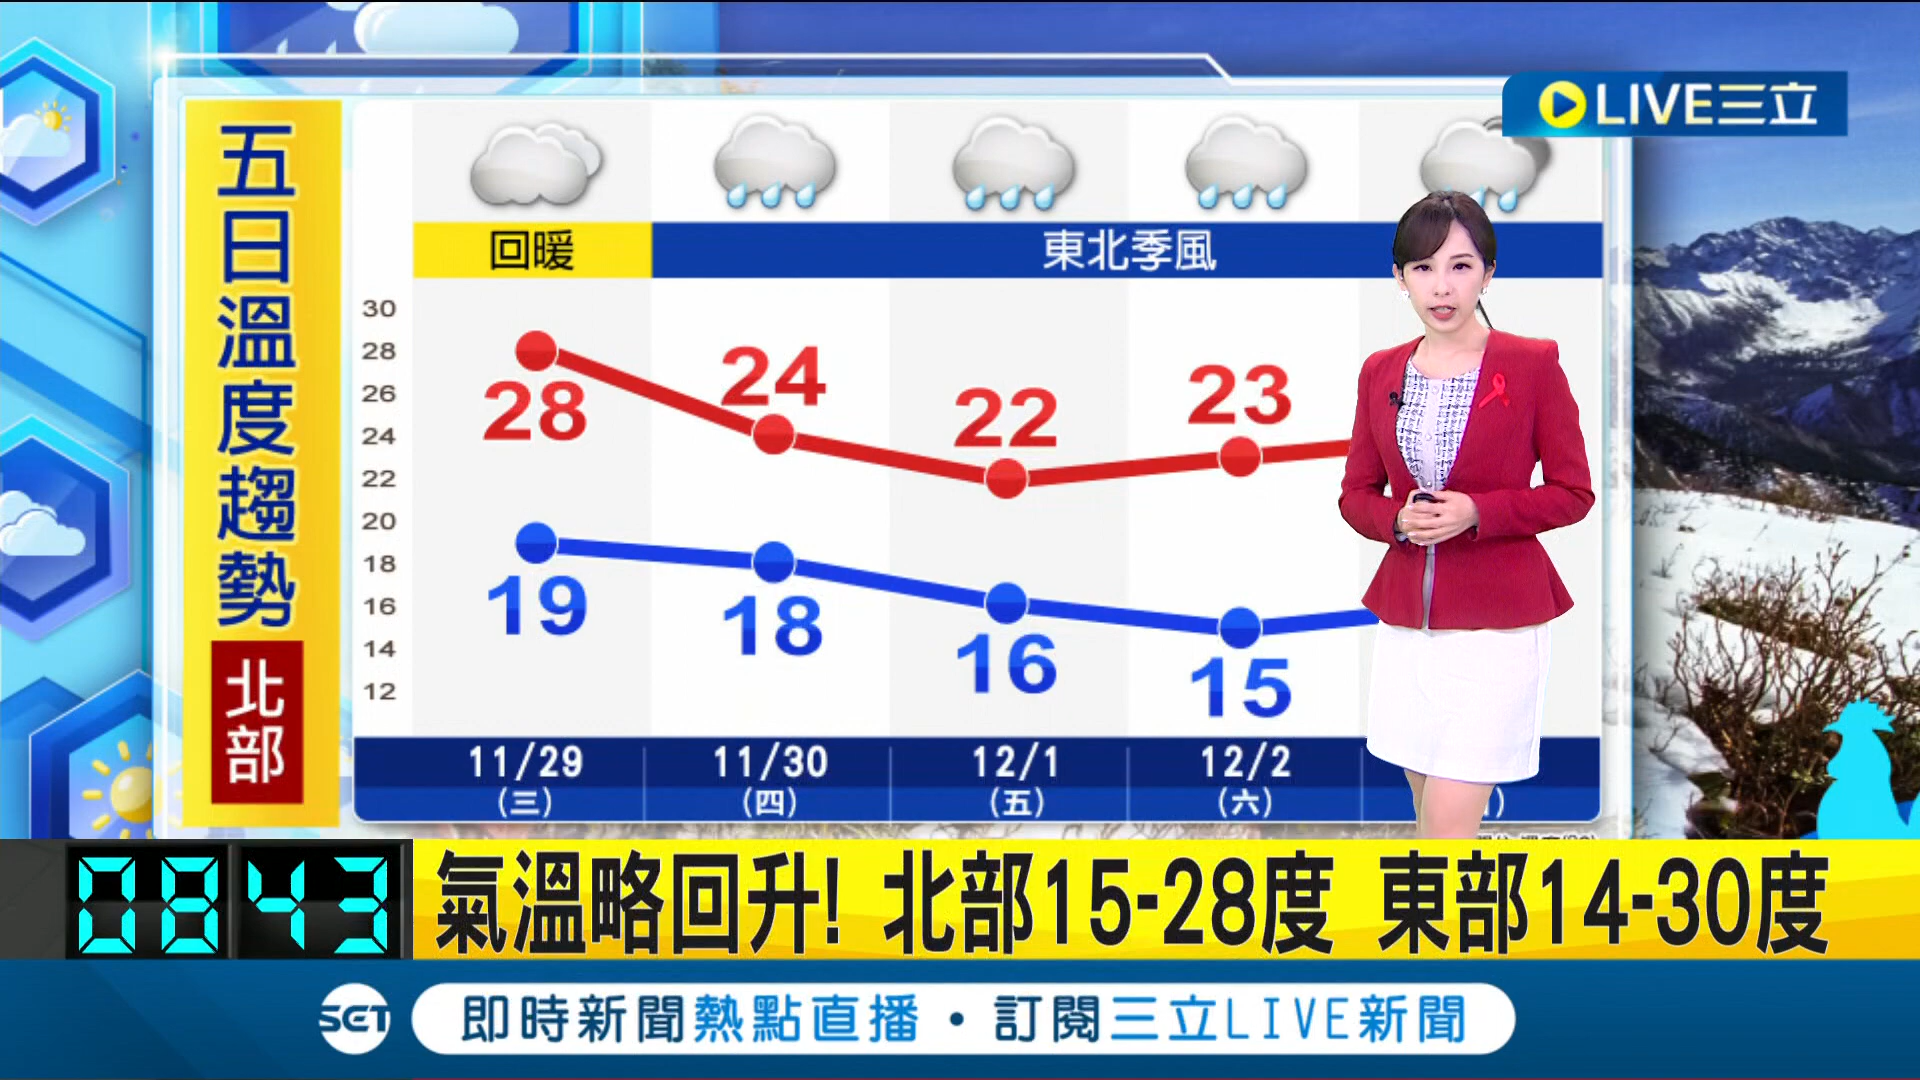 LIVE三立
五日溫度趨勢
北部
回暖
東北季風
30
28
26
24
22
20
18
16
14
12
28
24
22
23
19
18
16
15
11/29
(三)
11/30
(四)
12/1
(五)
12/2
(六)
0843
氣溫略回升! 北部15-28度 東部14-30度
SET
即時新聞熱點直播・訂閱三立LIVE新聞